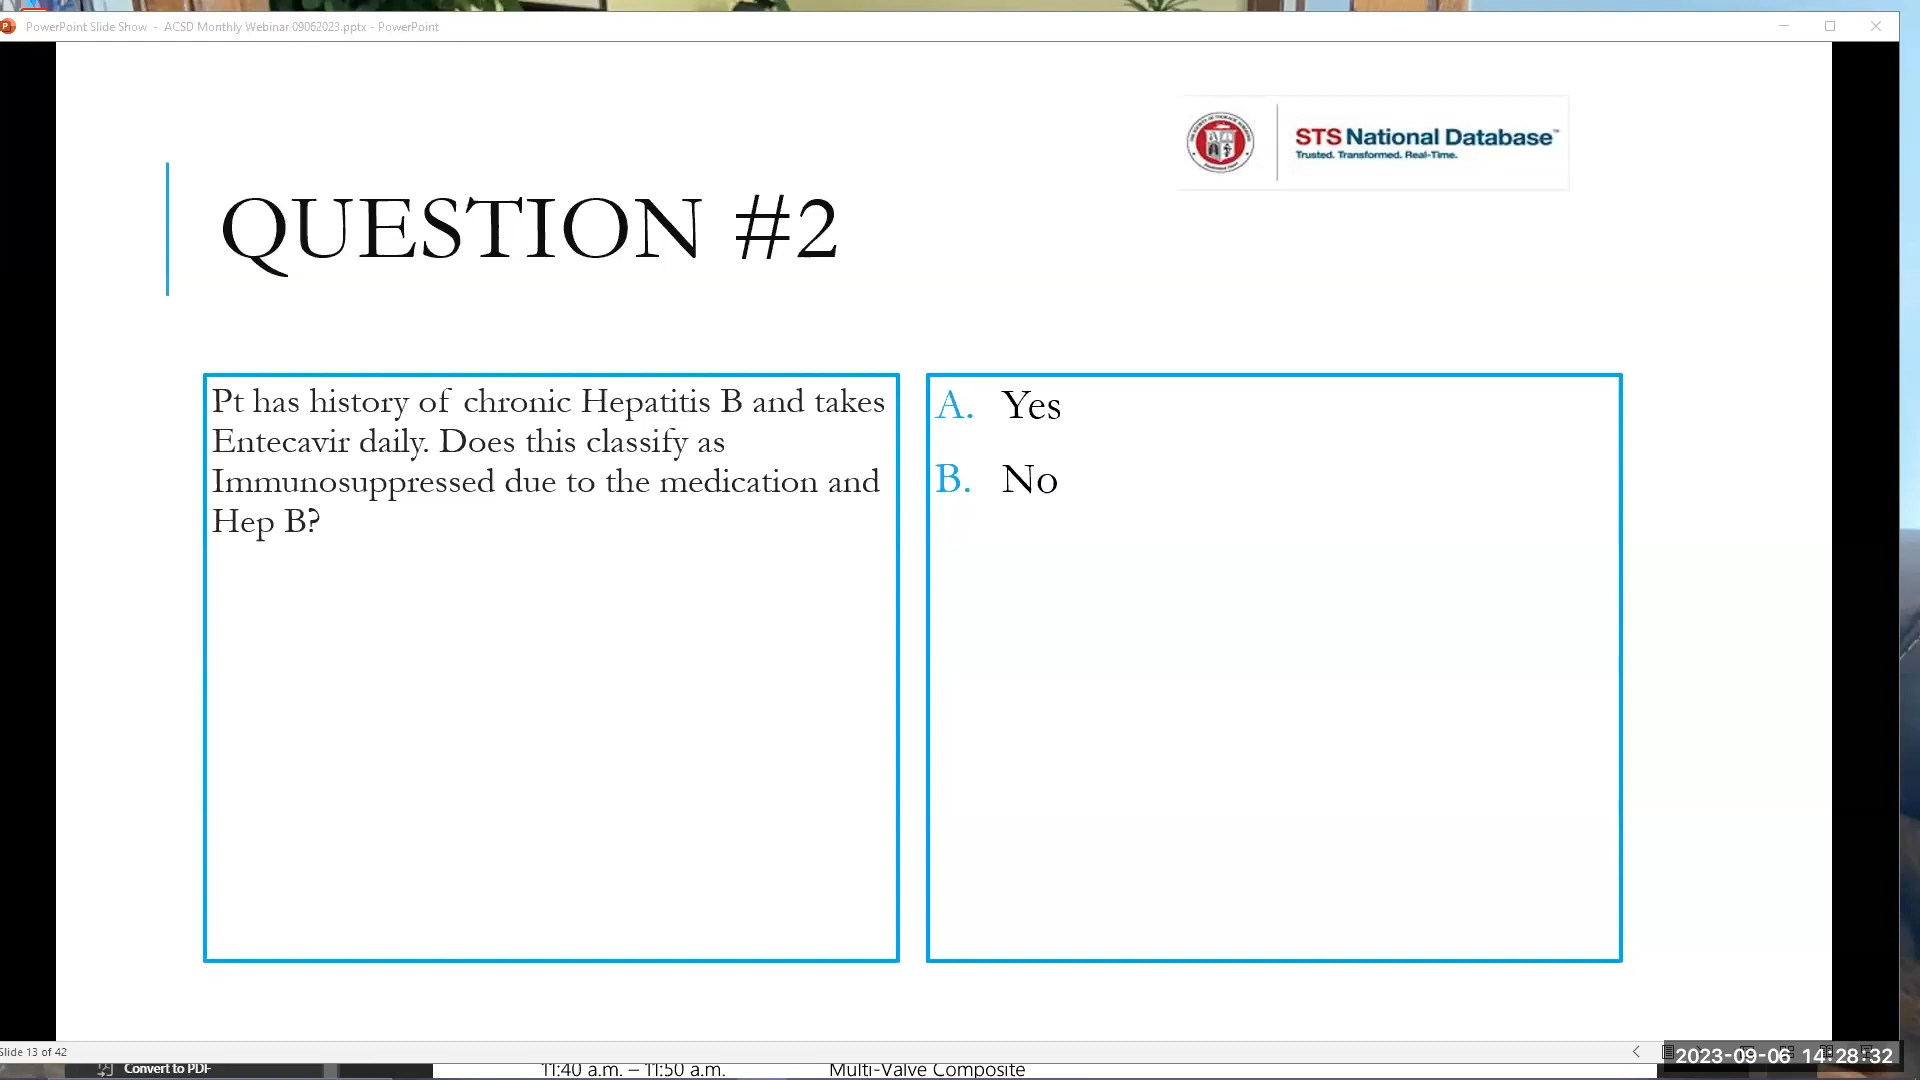 PowerPoint Slide Show - ACSD Monthly Webinar 09062023.pptx - PowerPoint
STS National Database™
Trusted. Transformed. Real-Time.
QUESTION #2
Pt has history of chronic Hepatitis B and takes
Entecavir daily. Does this classify as
Immunosuppressed due to the medication and
Hep B?
A. Yes
B. No
Slide 13 of 42
2023-09-06 14:28:32
Convert to PDF
11:40 a.m. – 11:50 a.m. Multi-Valve Composite